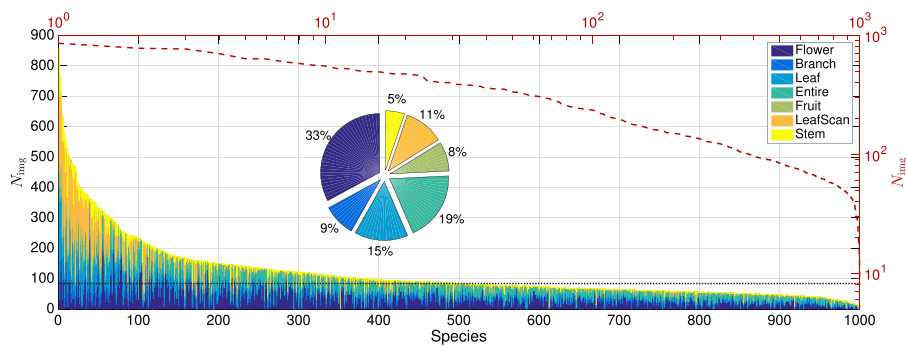 10^0 10^1 10^2 10^3
900 10^3
800
700
600
500
400
300
200
100
0
N_img
10^2
10^1
N_img
Flower
Branch
Leaf
Entire
Fruit
LeafScan
Stem
5%
11%
8%
19%
15%
9%
33%
0 100 200 300 400 500 600 700 800 900 1000
Species